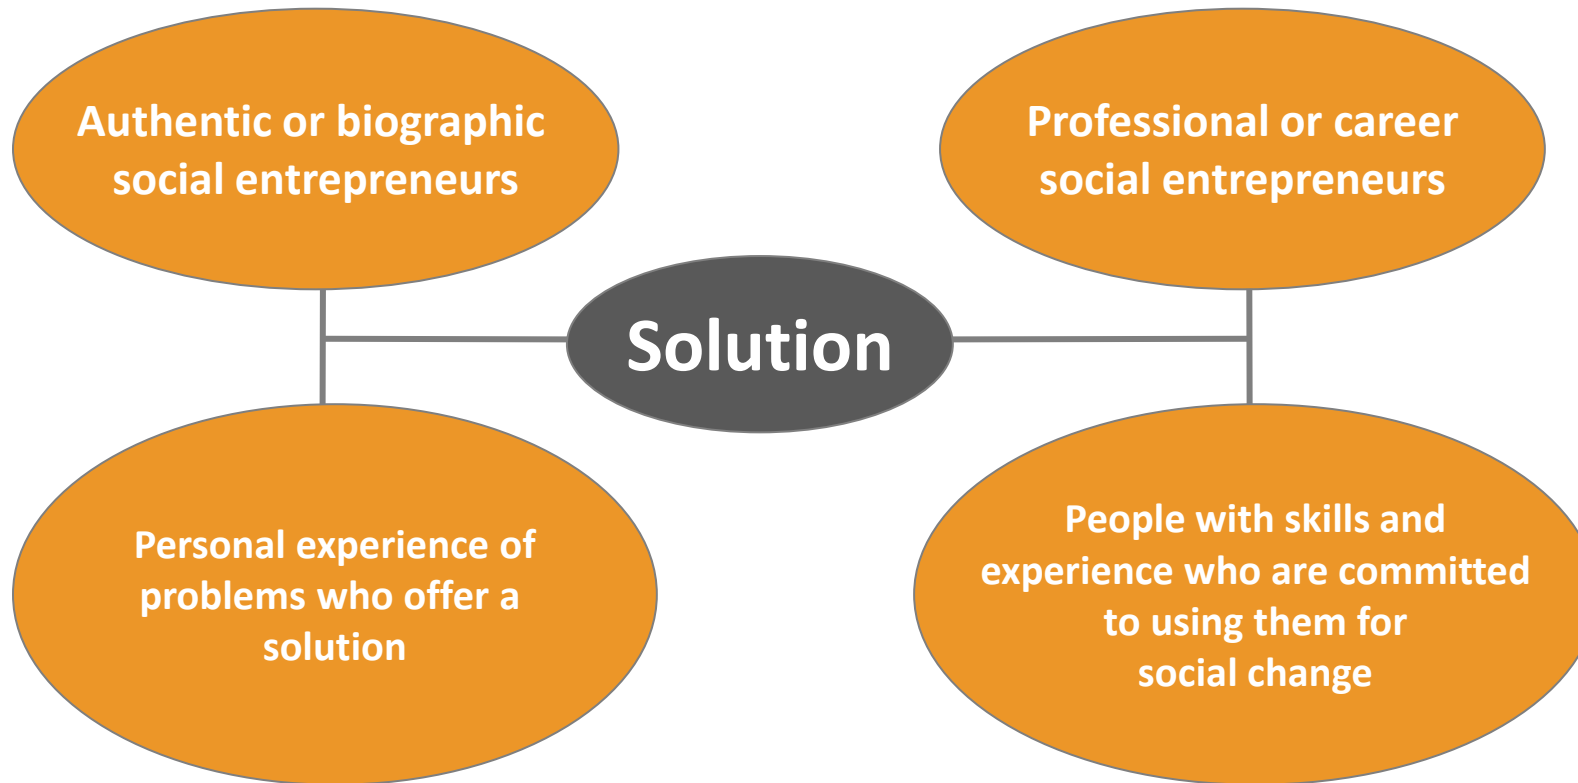 Authentic or biographic
social entrepreneurs
Professional or career
social entrepreneurs
Solution
Personal experience of
problems who offer a
solution
People with skills and
experience who are committed
to using them for
social change